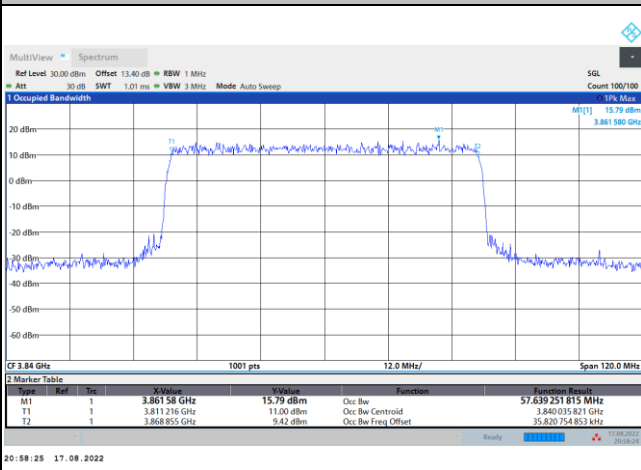 MultiView Spectrum
Ref Level 30.00 dBm Offset 13.40 dB RBW 1 MHz SGL
Att 30 dB SWT 1.01 ms VBW 3 MHz Mode Auto Sweep Count 100/100
1 Occupied Bandwidth 1Pk Max
M1[1] 15.79 dBm
3.861 580 GHz
20 dBm
M1
T1
T2
10 dBm
0 dBm
-10 dBm
-20 dBm
-30 dBm
-40 dBm
-50 dBm
-60 dBm
CF 3.84 GHz 1001 pts 12.0 MHz/ Span 120.0 MHz
2 Marker Table
Type Ref Trc X-Value Y-Value Function Function Result
M1 1 3.861 58 GHz 15.79 dBm Occ Bw 57.639 251 815 MHz
T1 1 3.811 216 GHz 11.00 dBm Occ Bw Centroid 3.840 035 821 GHz
T2 1 3.868 855 GHz 9.42 dBm Occ Bw Freq Offset 35.820 754 853 kHz
Ready 17.08.2022
20:58:24
20:58:25 17.08.2022